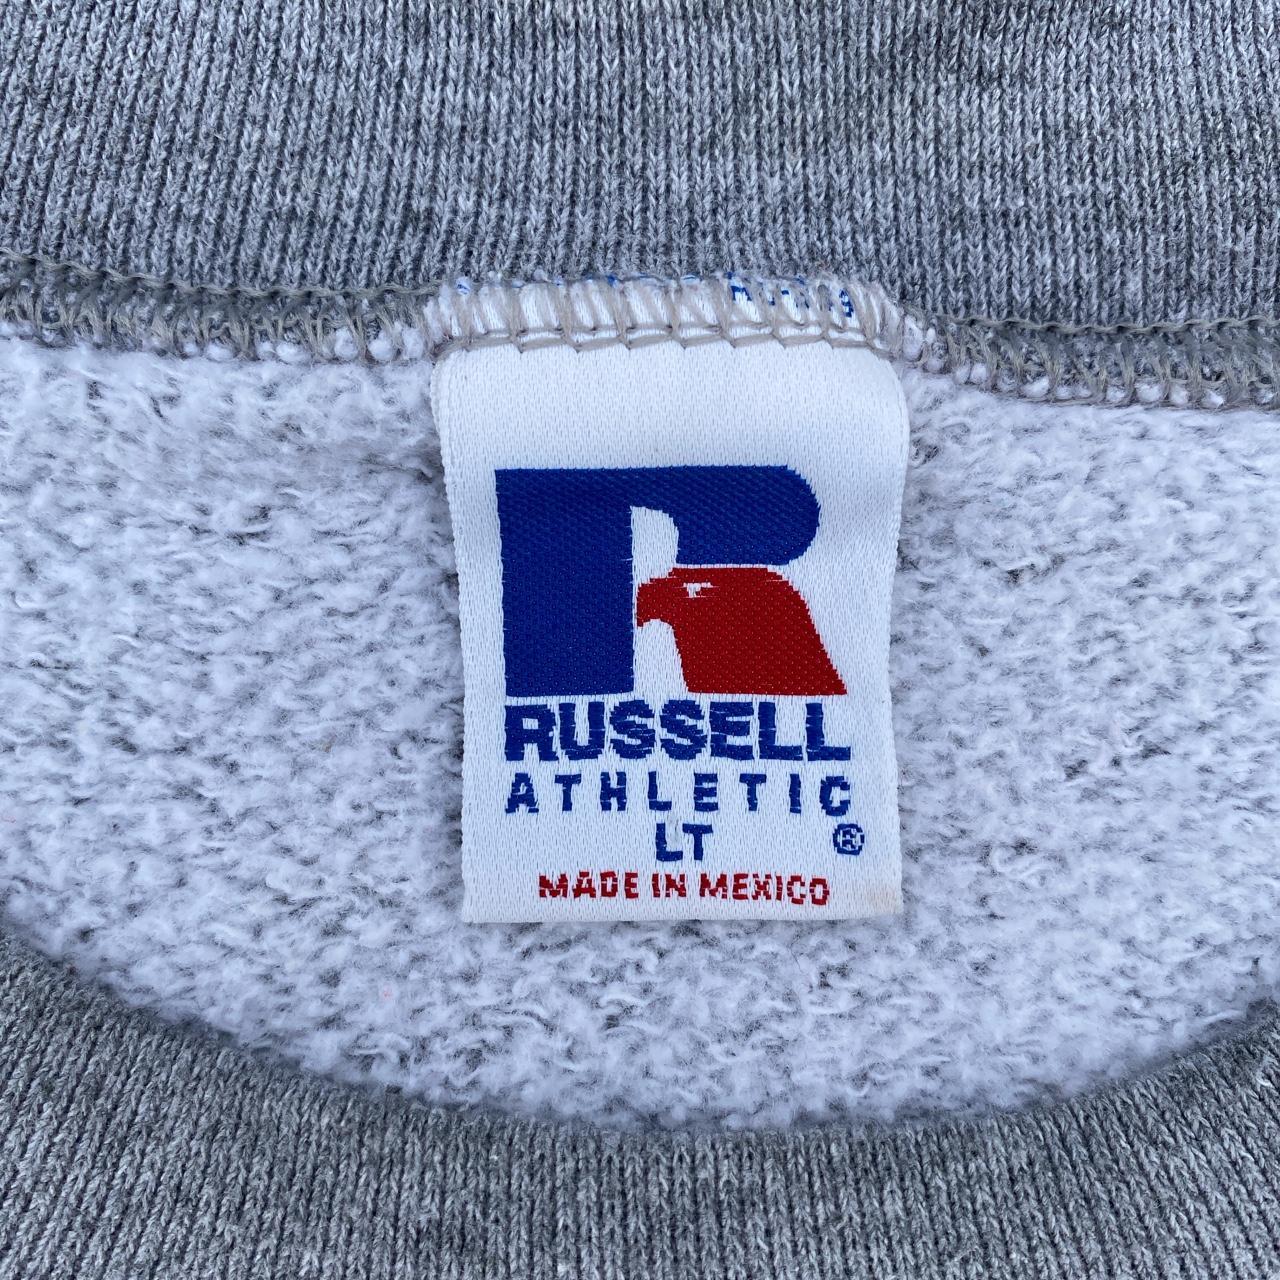 RUSSELL
ATHLETIC
LT ®
MADE IN MEXICO